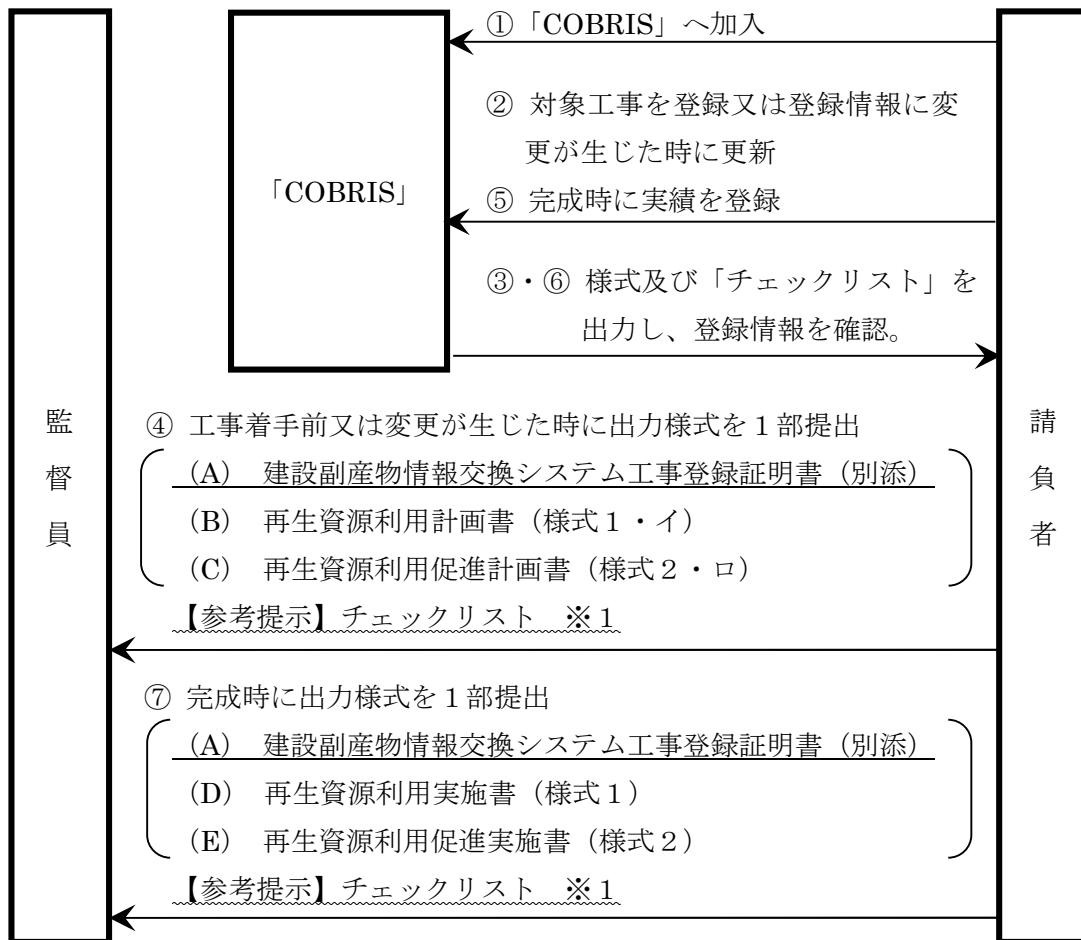 ①「COBRIS」へ加入
② 対象工事を登録又は登録情報に変
更が生じた時に更新
「COBRIS」
⑤ 完成時に実績を登録
③・⑥ 様式及び「チェックリスト」を
出力し、登録情報を確認。
監督員
請負者
④ 工事着手前又は変更が生じた時に出力様式を１部提出
(A) 建設副産物情報交換システム工事登録証明書（別添）
(B) 再生資源利用計画書（様式１・イ）
(C) 再生資源利用促進計画書（様式２・ロ）
【参考提示】チェックリスト　※１
⑦ 完成時に出力様式を１部提出
(A) 建設副産物情報交換システム工事登録証明書（別添）
(D) 再生資源利用実施書（様式１）
(E) 再生資源利用促進実施書（様式２）
【参考提示】チェックリスト　※１